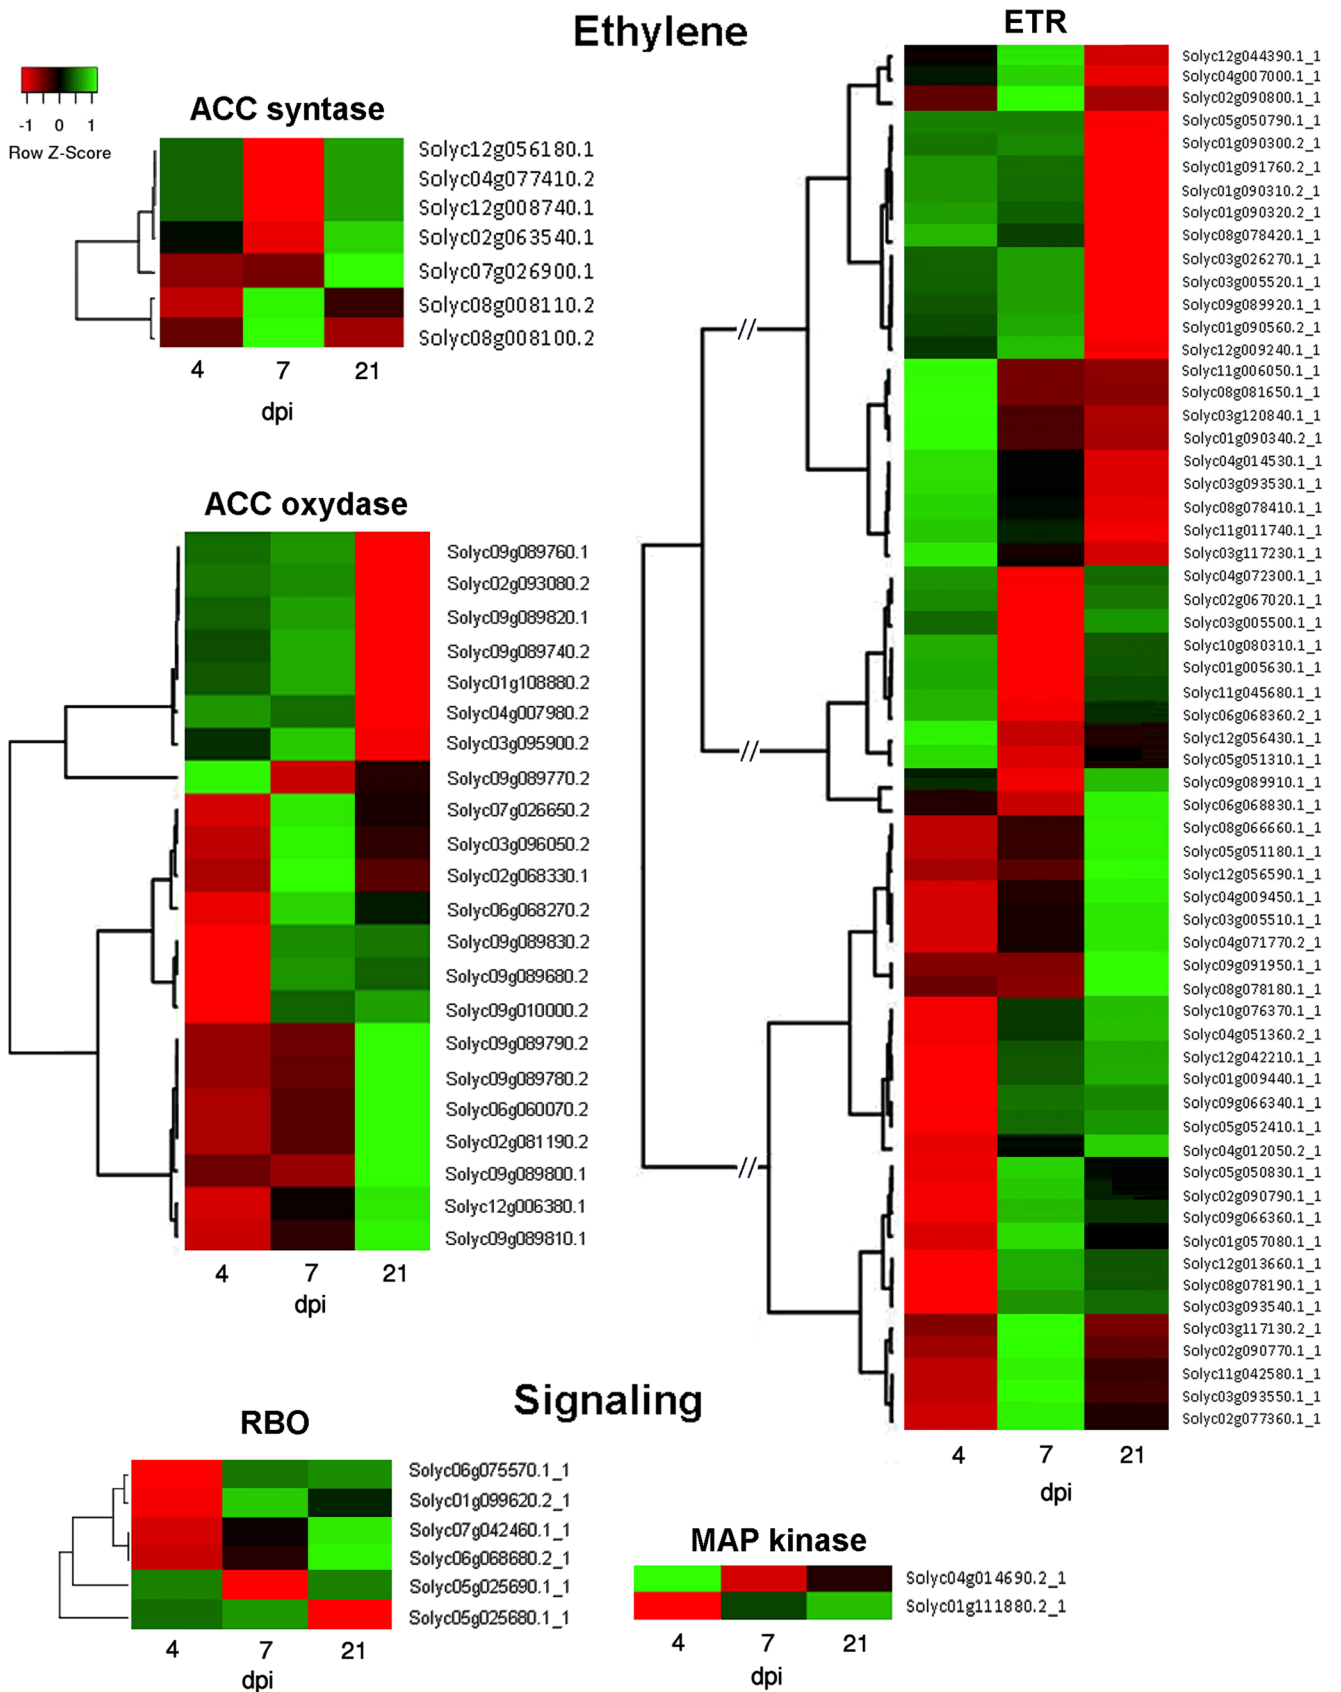 Ethylene
-1 0 1
Row Z-Score
ACC syntase
Solyc12g056180.1
Solyc04g077410.2
Solyc12g008740.1
Solyc02g063540.1
Solyc07g026900.1
Solyc08g008110.2
Solyc08g008100.2
4 7 21
dpi
ACC oxydase
Solyc09g089760.1
Solyc02g093080.2
Solyc09g089820.1
Solyc09g089740.2
Solyc01g108880.2
Solyc04g007980.2
Solyc03g095900.2
Solyc09g089770.2
Solyc07g026650.2
Solyc03g096050.2
Solyc02g068330.1
Solyc06g068270.2
Solyc09g089830.2
Solyc09g089680.2
Solyc09g010000.2
Solyc09g089790.2
Solyc09g089780.2
Solyc06g060070.2
Solyc02g081190.2
Solyc09g089800.1
Solyc12g006380.1
Solyc09g089810.1
4 7 21
dpi
ETR
Solyc12g044390.1_1
Solyc04g007000.1_1
Solyc02g090800.1_1
Solyc05g050790.1_1
Solyc01g090300.2_1
Solyc01g091760.2_1
Solyc01g090310.2_1
Solyc01g090320.2_1
Solyc08g078420.1_1
Solyc03g026270.1_1
Solyc03g005520.1_1
Solyc09g089920.1_1
Solyc01g090560.2_1
Solyc12g009240.1_1
Solyc11g006050.1_1
Solyc08g081650.1_1
Solyc03g120840.1_1
Solyc01g090340.2_1
Solyc04g014530.1_1
Solyc03g093530.1_1
Solyc08g078410.1_1
Solyc11g011740.1_1
Solyc03g117230.1_1
Solyc04g072300.1_1
Solyc02g067020.1_1
Solyc03g005500.1_1
Solyc10g080310.1_1
Solyc01g005630.1_1
Solyc11g045680.1_1
Solyc06g068360.2_1
Solyc12g056430.1_1
Solyc05g051310.1_1
Solyc09g089910.1_1
Solyc06g068830.1_1
Solyc08g066660.1_1
Solyc05g051180.1_1
Solyc12g056590.1_1
Solyc04g009450.1_1
Solyc03g005510.1_1
Solyc04g071770.2_1
Solyc09g091950.1_1
Solyc08g078180.1_1
Solyc10g076370.1_1
Solyc04g051360.2_1
Solyc12g042210.1_1
Solyc01g009440.1_1
Solyc09g066340.1_1
Solyc05g052410.1_1
Solyc04g012050.2_1
Solyc05g050830.1_1
Solyc02g090790.1_1
Solyc09g066360.1_1
Solyc01g057080.1_1
Solyc12g013660.1_1
Solyc08g078190.1_1
Solyc03g093540.1_1
Solyc03g117130.2_1
Solyc02g090770.1_1
Solyc11g042580.1_1
Solyc03g093550.1_1
Solyc02g077360.1_1
4 7 21
dpi
Signaling
RBO
Solyc06g075570.1_1
Solyc01g099620.2_1
Solyc07g042460.1_1
Solyc06g068680.2_1
Solyc05g025690.1_1
Solyc05g025680.1_1
4 7 21
dpi
MAP kinase
Solyc04g014690.2_1
Solyc01g111880.2_1
4 7 21
dpi